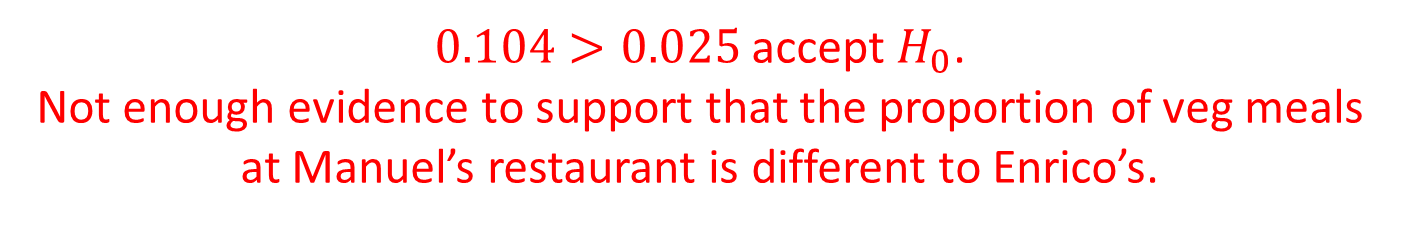 0.104 > 0.025 accept H₀.
Not enough evidence to support that the proportion of veg meals
at Manuel’s restaurant is different to Enrico’s.